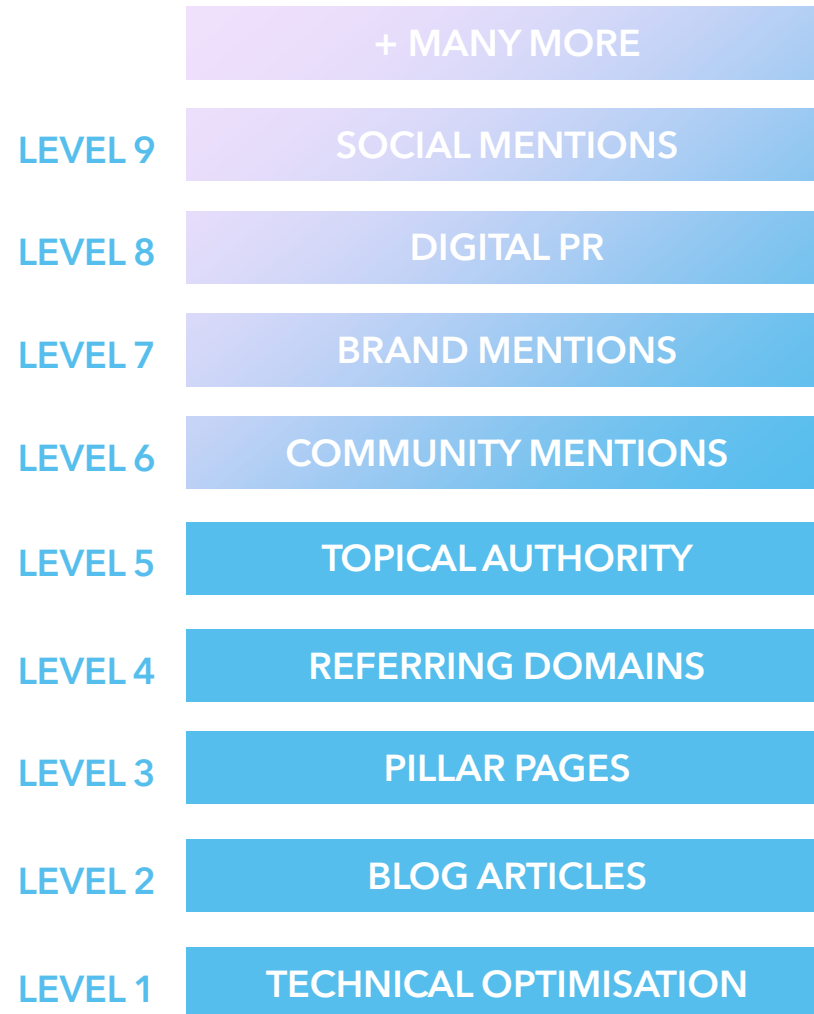 + MANY MORE
LEVEL 9 SOCIAL MENTIONS
LEVEL 8 DIGITAL PR
LEVEL 7 BRAND MENTIONS
LEVEL 6 COMMUNITY MENTIONS
LEVEL 5 TOPICAL AUTHORITY
LEVEL 4 REFERRING DOMAINS
LEVEL 3 PILLAR PAGES
LEVEL 2 BLOG ARTICLES
LEVEL 1 TECHNICAL OPTIMISATION